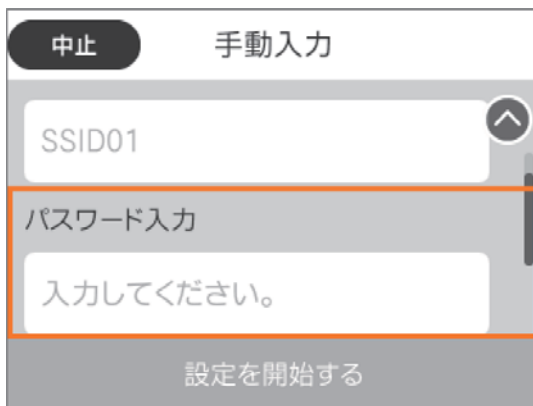 中止
手動入力
SSID01
パスワード入力
入力してください。
設定を開始する